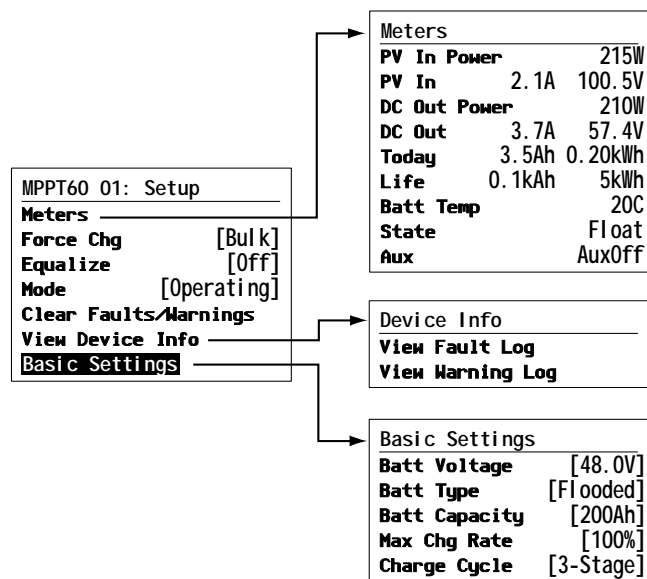 MPPT60 01: Setup
Meters
Force Chg [Bulk]
Equalize [Off]
Mode [Operating]
Clear Faults/Warnings
View Device Info
Basic Settings
Meters
PV In Power 215W
PV In 2.1A 100.5V
DC Out Power 210W
DC Out 3.7A 57.4V
Today 3.5Ah 0.20kWh
Life 0.1kAh 5kWh
Batt Temp 20C
State Float
Aux AuxOff
Device Info
View Fault Log
View Warning Log
Basic Settings
Batt Voltage [48.0V]
Batt Type [Flooded]
Batt Capacity [200Ah]
Max Chg Rate [100%]
Charge Cycle [3-Stage]